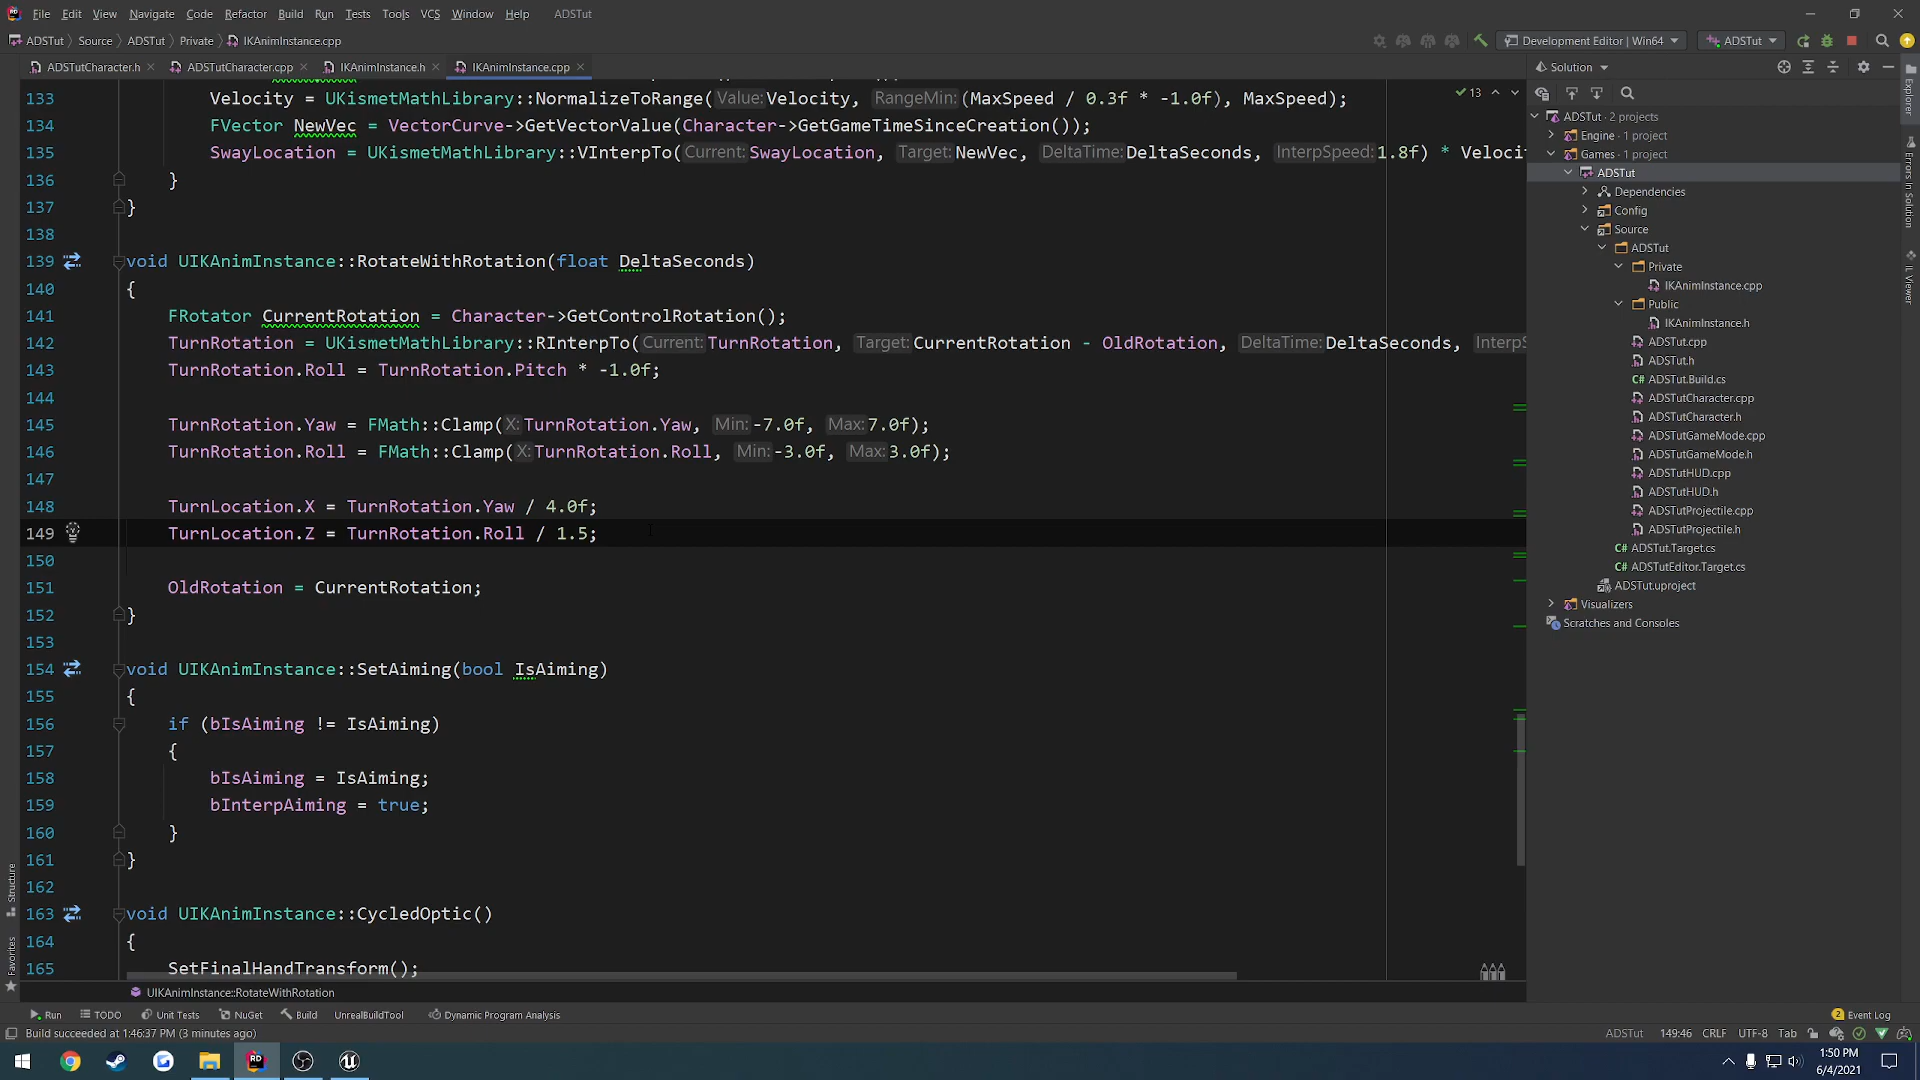 File Edit View Navigate Code Refactor Build Run Tests Tools VCS Window Help ADSTut
ADSTut Source ADSTut Private IKAnimInstance.cpp
Development Editor | Win64 ADSTut
ADSTutCharacter.h ADSTutCharacter.cpp IKAnimInstance.h IKAnimInstance.cpp
Solution
13
133 Velocity = UKismetMathLibrary::NormalizeToRange( Value: Velocity, RangeMin: (MaxSpeed / 0.3f * -1.0f), MaxSpeed);
134 FVector NewVec = VectorCurve->GetVectorValue(Character->GetGameTimeSinceCreation());
135 SwayLocation = UKismetMathLibrary::VInterpTo( Current: SwayLocation, Target: NewVec, DeltaTime: DeltaSeconds, InterpSpeed: 1.8f) * Veloci
136 }
137 }
138
139 void UIKAnimInstance::RotateWithRotation(float DeltaSeconds)
140 {
141 FRotator CurrentRotation = Character->GetControlRotation();
142 TurnRotation = UKismetMathLibrary::RInterpTo( Current: TurnRotation, Target: CurrentRotation - OldRotation, DeltaTime: DeltaSeconds, InterpS
143 TurnRotation.Roll = TurnRotation.Pitch * -1.0f;
144
145 TurnRotation.Yaw = FMath::Clamp( X: TurnRotation.Yaw, Min: -7.0f, Max: 7.0f);
146 TurnRotation.Roll = FMath::Clamp( X: TurnRotation.Roll, Min: -3.0f, Max: 3.0f);
147
148 TurnLocation.X = TurnRotation.Yaw / 4.0f;
149 TurnLocation.Z = TurnRotation.Roll / 1.5;
150
151 OldRotation = CurrentRotation;
152 }
153
154 void UIKAnimInstance::SetAiming(bool IsAiming)
155 {
156 if (bIsAiming != IsAiming)
157 {
158 bIsAiming = IsAiming;
159 bInterpAiming = true;
160 }
161 }
162
163 void UIKAnimInstance::CycledOptic()
164 {
165 SetFinalHandTransform();
UIKAnimInstance::RotateWithRotation
ADSTut · 2 projects
Engine · 1 project
Games · 1 project
ADSTut
Dependencies
Config
Source
ADSTut
Private
IKAnimInstance.cpp
Public
IKAnimInstance.h
ADSTut.cpp
ADSTut.h
C# ADSTut.Build.cs
ADSTutCharacter.cpp
ADSTutCharacter.h
ADSTutGameMode.cpp
ADSTutGameMode.h
ADSTutHUD.cpp
ADSTutHUD.h
ADSTutProjectile.cpp
ADSTutProjectile.h
C# ADSTut.Target.cs
C# ADSTutEditor.Target.cs
ADSTut.uproject
Visualizers
Scratches and Consoles
Explorer
Errors In Solution
IL Viewer
Structure
Favorites
Run TODO Unit Tests NuGet Build UnrealBuildTool Dynamic Program Analysis
2 Event Log
Build succeeded at 1:46:37 PM (3 minutes ago)
ADSTut 149:46 CRLF UTF-8 Tab
1:50 PM
6/4/2021